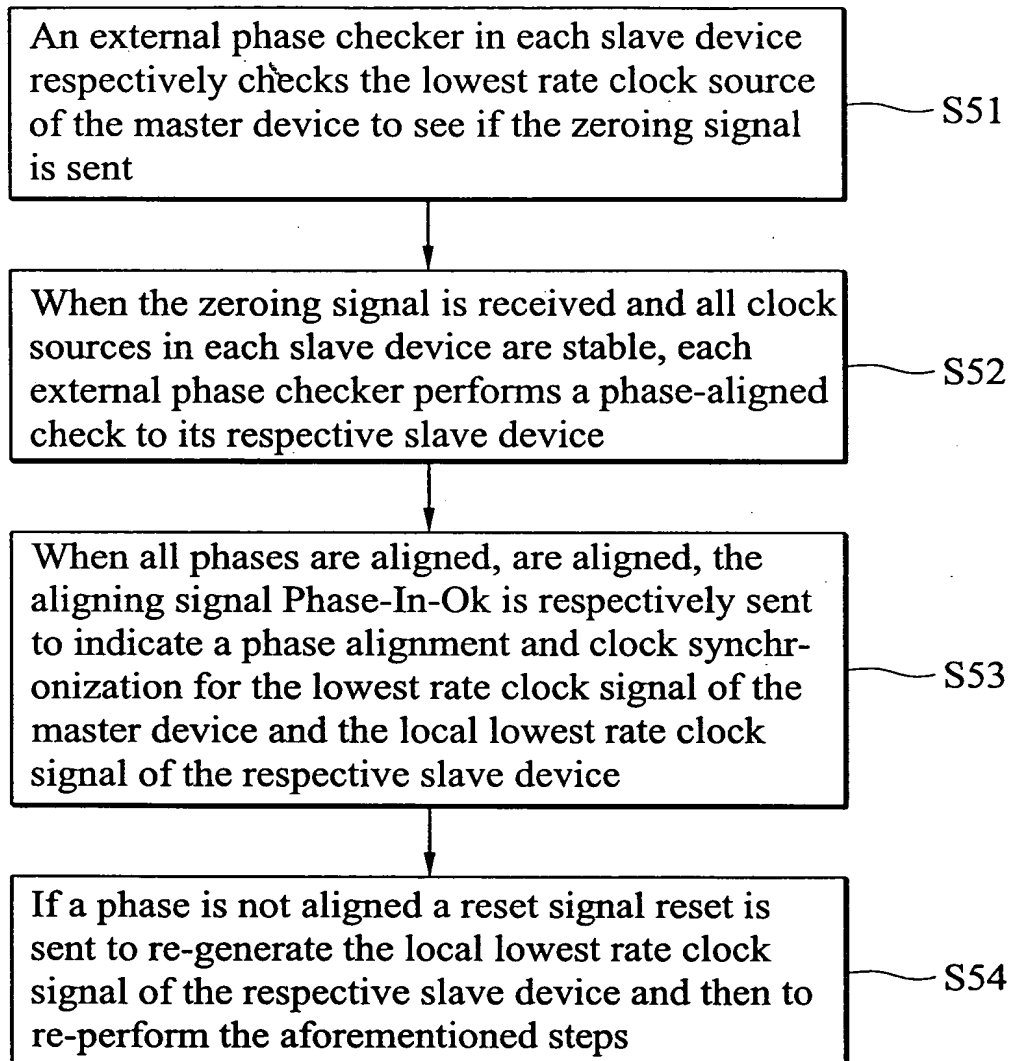 An external phase checker in each slave device
respectively checks the lowest rate clock source
of the master device to see if the zeroing signal
is sent
S51
When the zeroing signal is received and all clock
sources in each slave device are stable, each
external phase checker performs a phase-aligned
check to its respective slave device
S52
When all phases are aligned, are aligned, the
aligning signal Phase-In-Ok is respectively sent
to indicate a phase alignment and clock synchr-
onization for the lowest rate clock signal of the
master device and the local lowest rate clock
signal of the respective slave device
S53
If a phase is not aligned a reset signal reset is
sent to re-generate the local lowest rate clock
signal of the respective slave device and then to
re-perform the aforementioned steps
S54